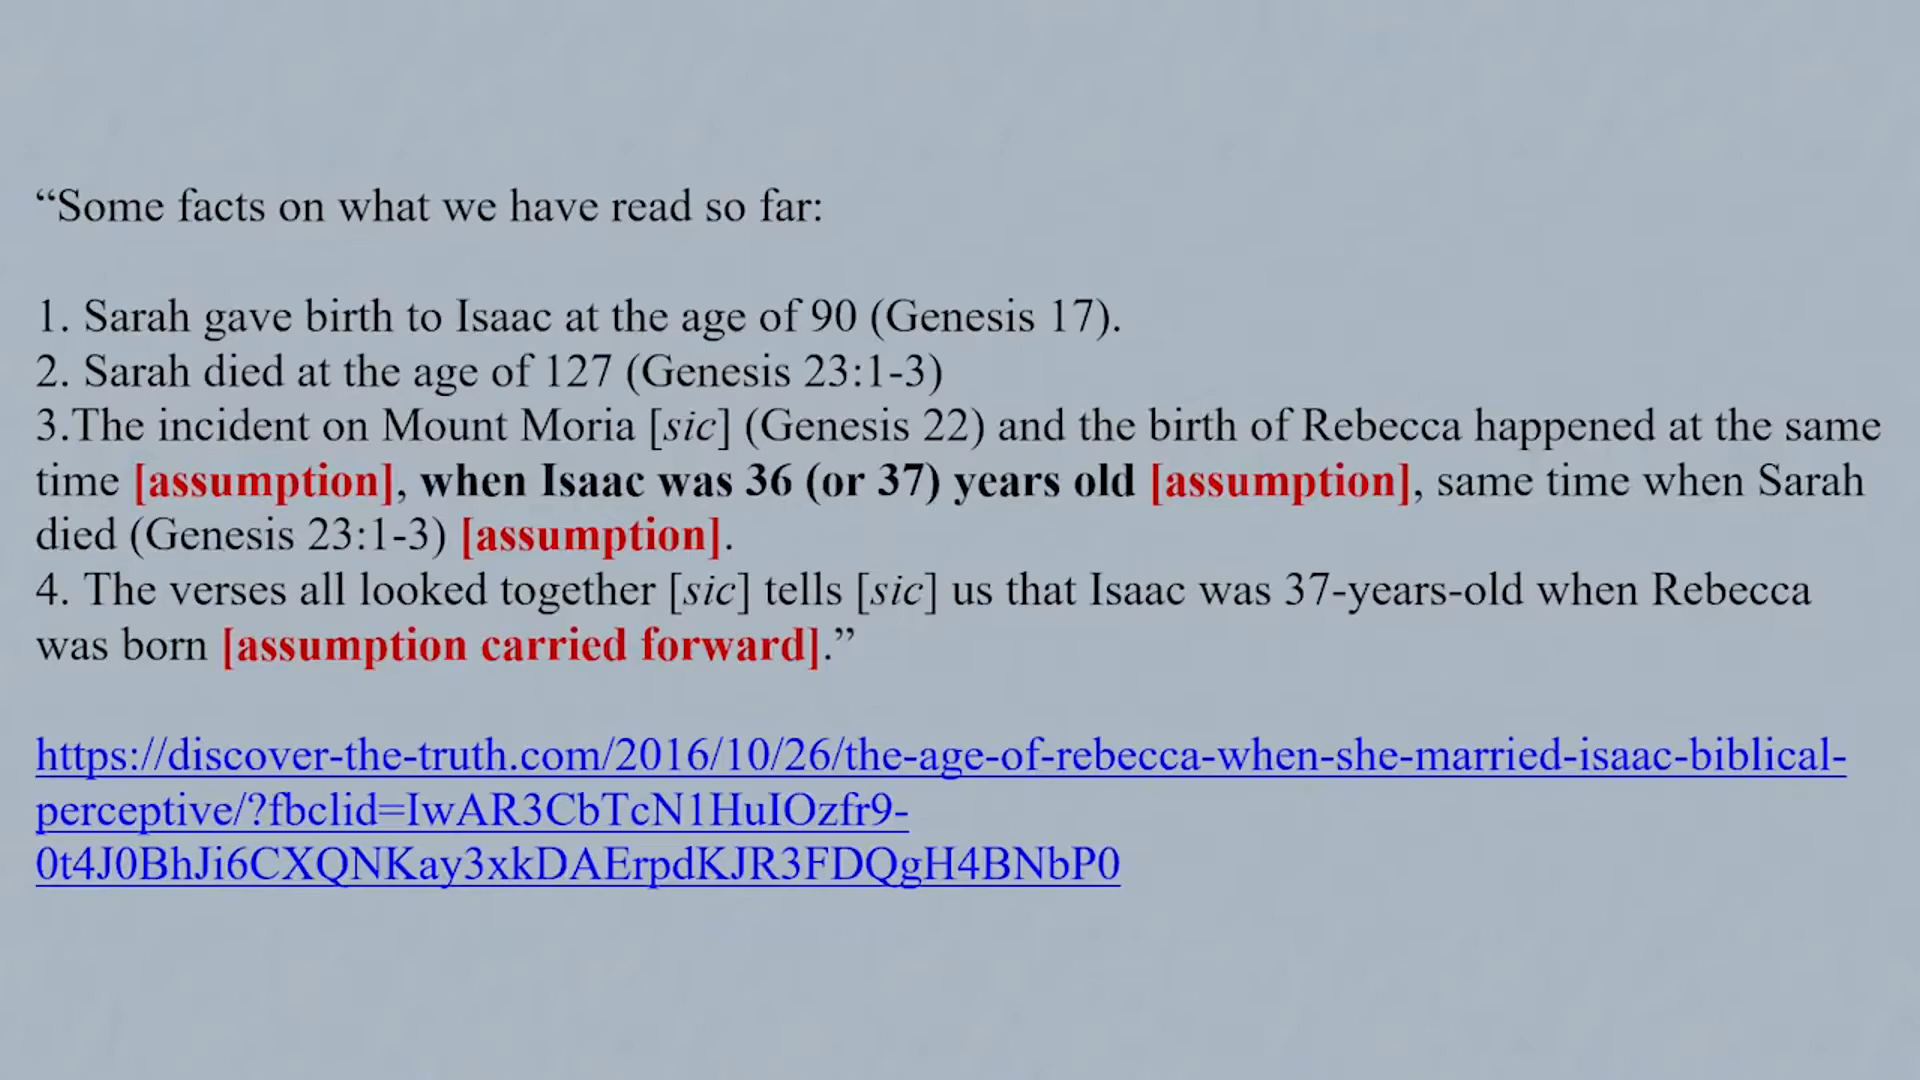 “Some facts on what we have read so far:
1. Sarah gave birth to Isaac at the age of 90 (Genesis 17).
2. Sarah died at the age of 127 (Genesis 23:1-3)
3.The incident on Mount Moria [sic] (Genesis 22) and the birth of Rebecca happened at the same
time [assumption], when Isaac was 36 (or 37) years old [assumption], same time when Sarah
died (Genesis 23:1-3) [assumption].
4. The verses all looked together [sic] tells [sic] us that Isaac was 37-years-old when Rebecca
was born [assumption carried forward].”
https://discover-the-truth.com/2016/10/26/the-age-of-rebecca-when-she-married-isaac-biblical-
perceptive/?fbclid=IwAR3CbTcN1HuIOzfr9-
0t4J0BhJi6CXQNKay3xkDAErpdKJR3FDQgH4BNbP0